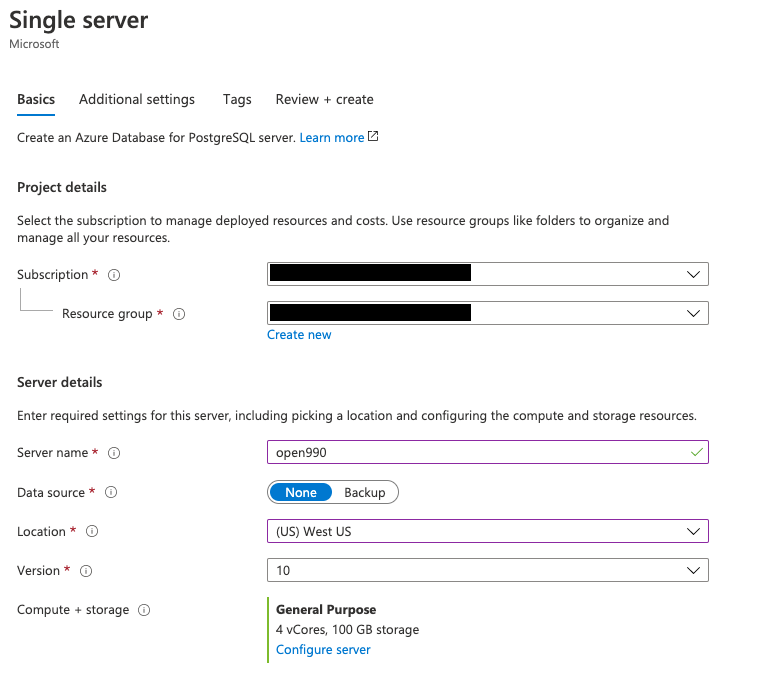 Single server
Microsoft
Basics Additional settings Tags Review + create
Create an Azure Database for PostgreSQL server. Learn more
Project details
Select the subscription to manage deployed resources and costs. Use resource groups like folders to organize and
manage all your resources.
Subscription *
Resource group *
Create new
Server details
Enter required settings for this server, including picking a location and configuring the compute and storage resources.
Server name * open990
Data source * None Backup
Location * (US) West US
Version * 10
Compute + storage General Purpose
4 vCores, 100 GB storage
Configure server